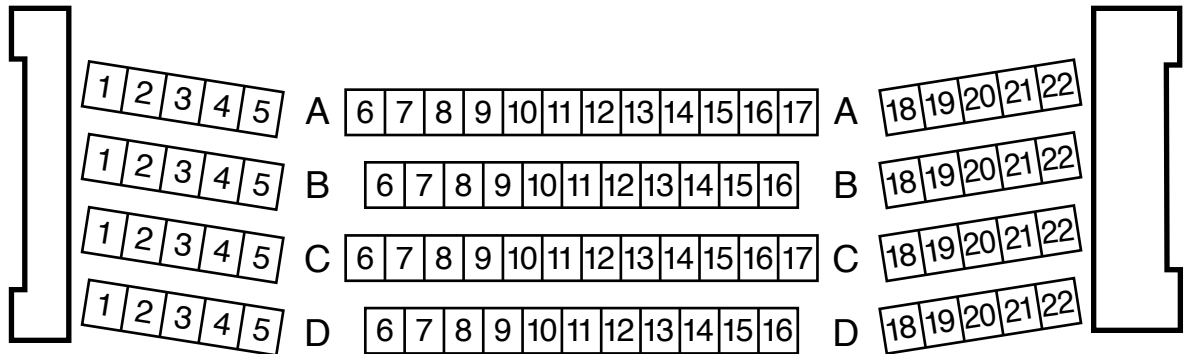 1 2 3 4 5 A 6 7 8 9 10 11 12 13 14 15 16 17 A 18 19 20 21 22
1 2 3 4 5 B 6 7 8 9 10 11 12 13 14 15 16 B 18 19 20 21 22
1 2 3 4 5 C 6 7 8 9 10 11 12 13 14 15 16 17 C 18 19 20 21 22
1 2 3 4 5 D 6 7 8 9 10 11 12 13 14 15 16 D 18 19 20 21 22